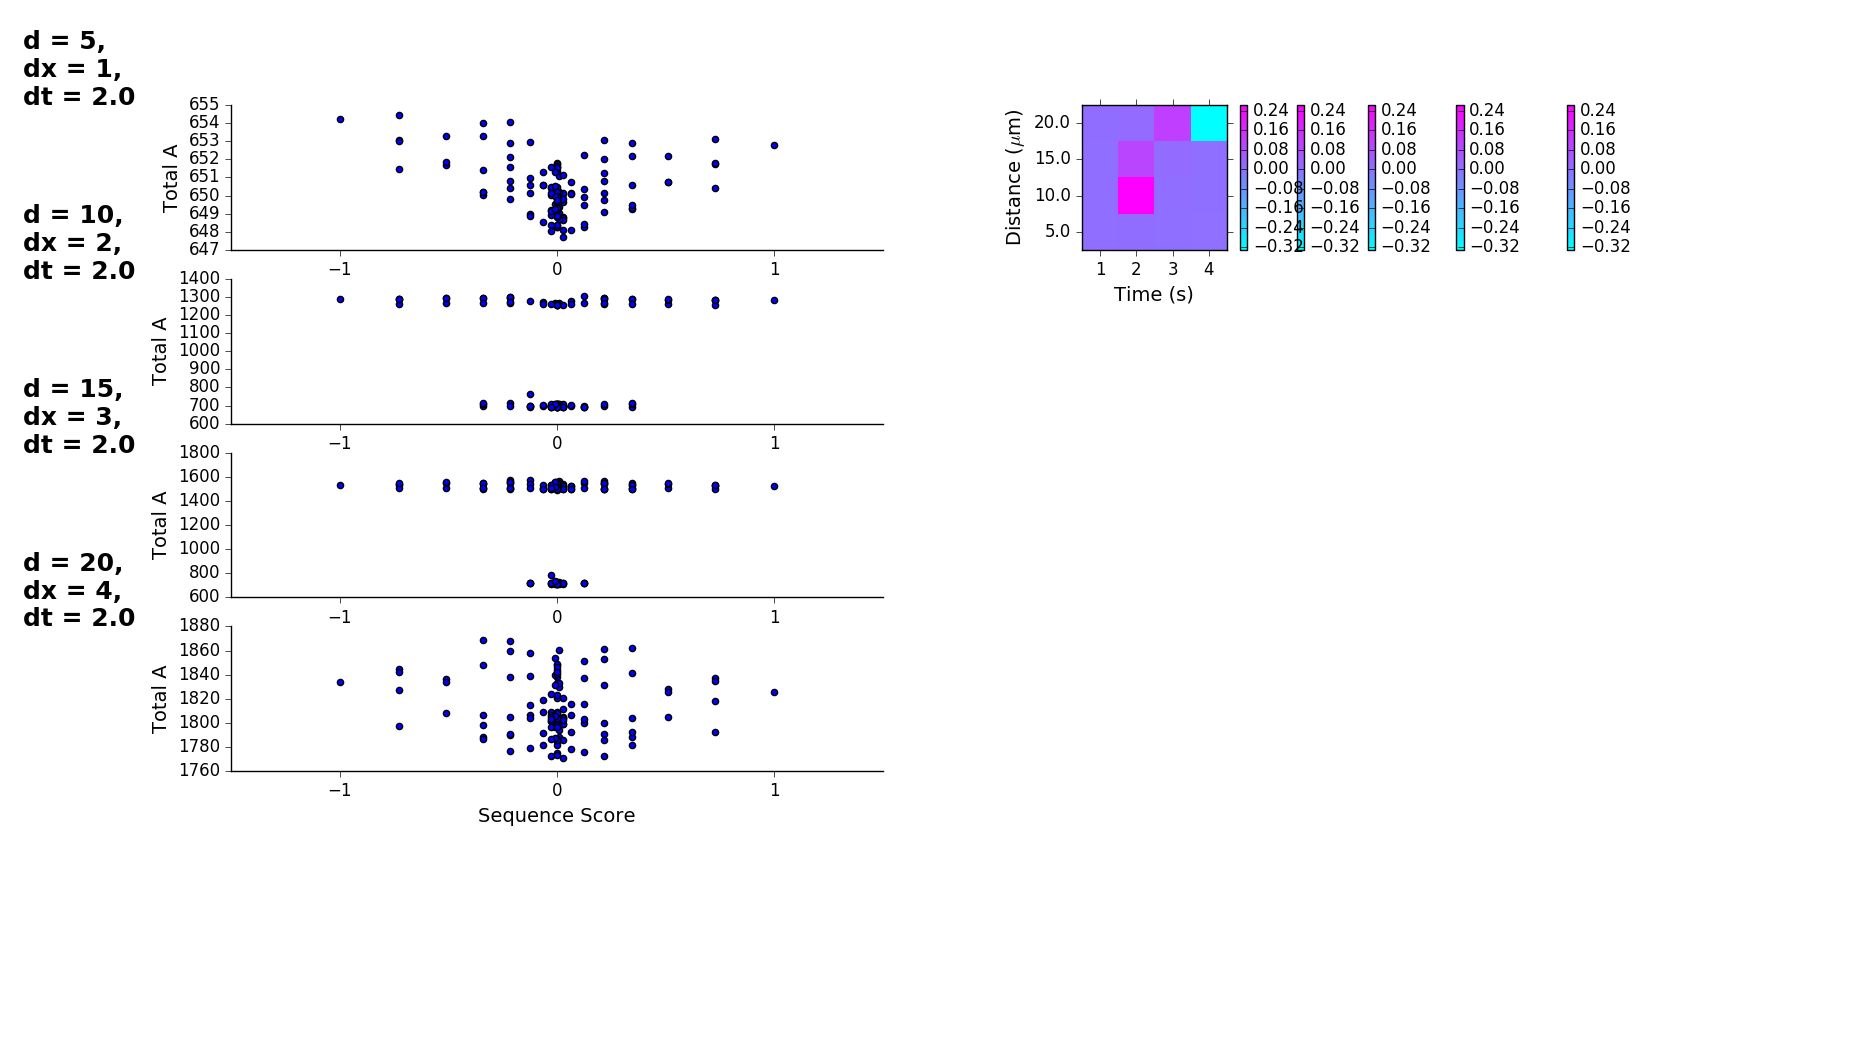 d = 5,
dx = 1,
dt = 2.0
655
654
653
652
651
650
649
648
647
Total A
−1 0 1
d = 10,
dx = 2,
dt = 2.0
1400
1300
1200
1100
1000
900
800
700
600
Total A
−1 0 1
d = 15,
dx = 3,
dt = 2.0
1800
1600
1400
1200
1000
800
600
Total A
−1 0 1
d = 20,
dx = 4,
dt = 2.0
1880
1860
1840
1820
1800
1780
1760
Total A
−1 0 1
Sequence Score
Distance (μm)
20.0
15.0
10.0
5.0
1 2 3 4
Time (s)
0.24 0.24 0.24 0.24 0.24
0.16 0.16 0.16 0.16 0.16
0.08 0.08 0.08 0.08 0.08
0.00 0.00 0.00 0.00 0.00
−0.08 −0.08 −0.08 −0.08 −0.08
−0.16 −0.16 −0.16 −0.16 −0.16
−0.24 −0.24 −0.24 −0.24 −0.24
−0.32 −0.32 −0.32 −0.32 −0.32